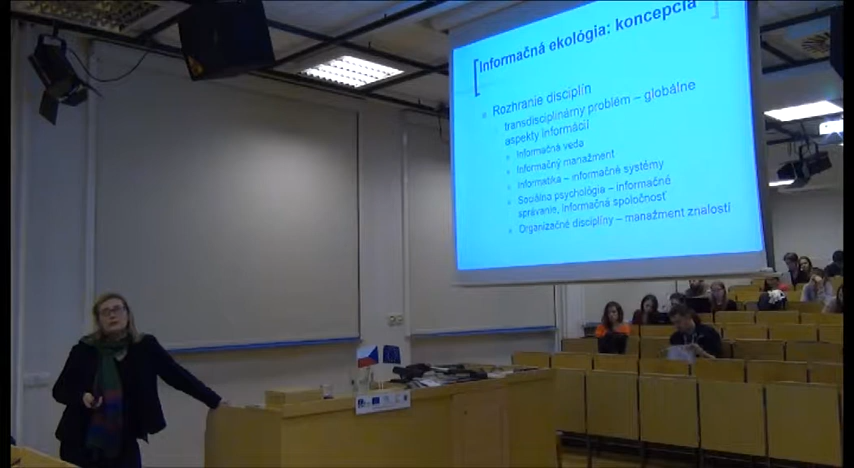 Informačná ekológia: koncepcia
Rozhranie disciplín
transdisciplinárny problém – globálne
aspekty informácií
Informačná veda
Informačný manažment
Informatika – informačné systémy
Sociálna psychológia – informačné
správanie, informačná spoločnosť
Organizačné disciplíny – manažment znalostí